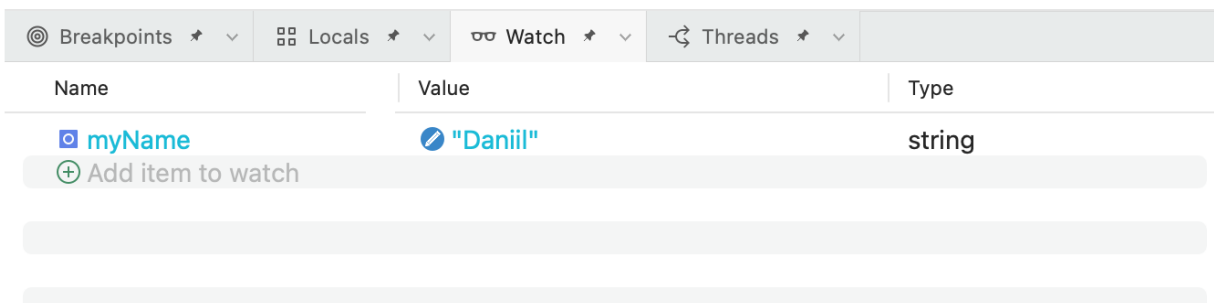 Breakpoints Locals Watch Threads
Name Value Type
myName "Daniil" string
Add item to watch